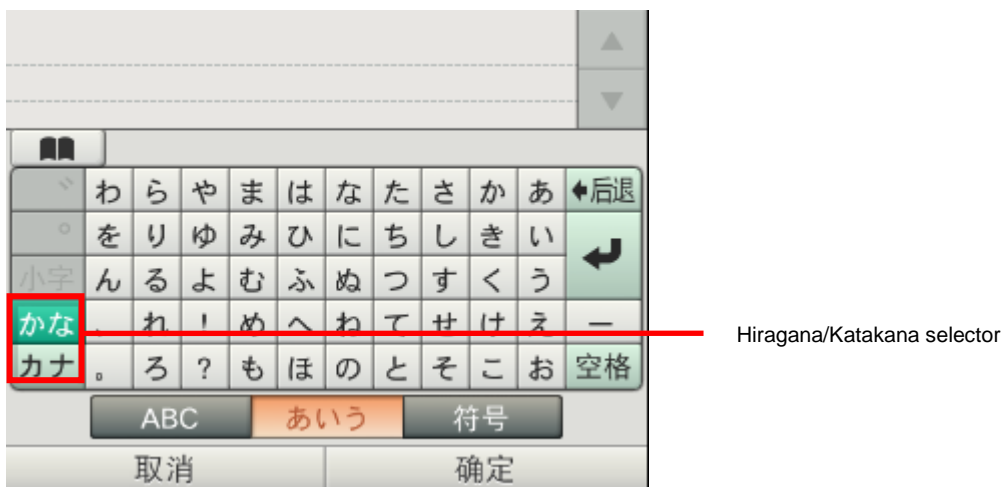 ゛ わ ら や ま は な た さ か あ 后退
゜ を り ゆ み ひ に ち し き い
小字 ん る よ む ふ ぬ つ す く う
かな 、 れ ! め へ ね て せ け え ー
カナ 。 ろ ? も ほ の と そ こ お 空格
Hiragana/Katakana selector
ABC あいう 符号
取消 确定